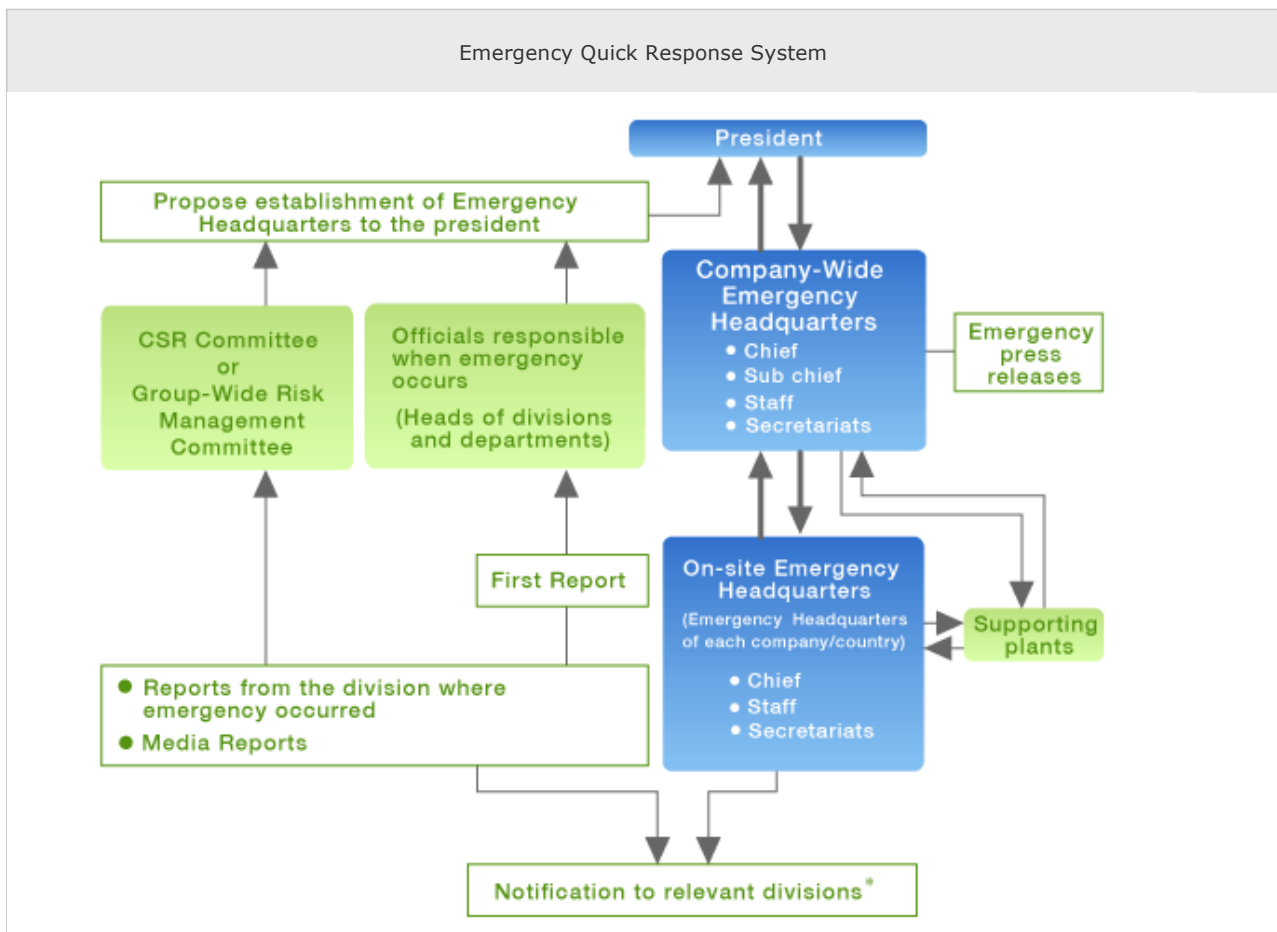 Emergency Quick Response System
President
Propose establishment of Emergency
Headquarters to the president
Company-Wide
Emergency
Headquarters
● Chief
● Sub chief
● Staff
● Secretariats
Emergency
press
releases
CSR Committee
or
Group-Wide Risk
Management
Committee
Officials responsible
when emergency
occurs
(Heads of divisions
and departments)
First Report
On-site Emergency
Headquarters
(Emergency Headquarters
of each company/country)
● Chief
● Staff
● Secretariats
Supporting
plants
● Reports from the division where
emergency occurred
● Media Reports
Notification to relevant divisions*